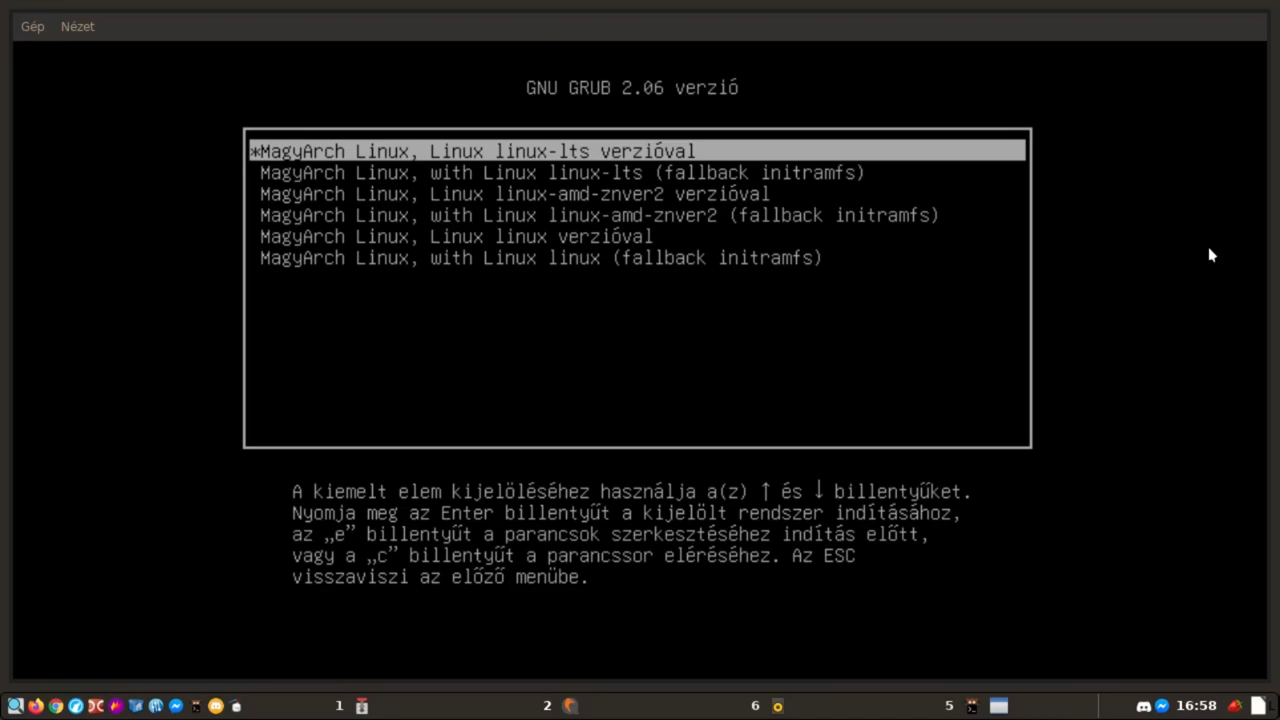 Gép Nézet
GNU GRUB 2.06 verzió
*MagyArch Linux, Linux linux-lts verzióval
MagyArch Linux, with Linux linux-lts (fallback initramfs)
MagyArch Linux, Linux linux-amd-znver2 verzióval
MagyArch Linux, with Linux linux-amd-znver2 (fallback initramfs)
MagyArch Linux, Linux linux verzióval
MagyArch Linux, with Linux linux (fallback initramfs)
A kiemelt elem kijelöléséhez használja a(z) ↑ és ↓ billentyűket.
Nyomja meg az Enter billentyűt a kijelölt rendszer indításához,
az „e” billentyűt a parancsok szerkesztéséhez indítás előtt,
vagy a „c” billentyűt a parancssor eléréséhez. Az ESC
visszaviszi az előző menübe.
1 2 6 5 16:58